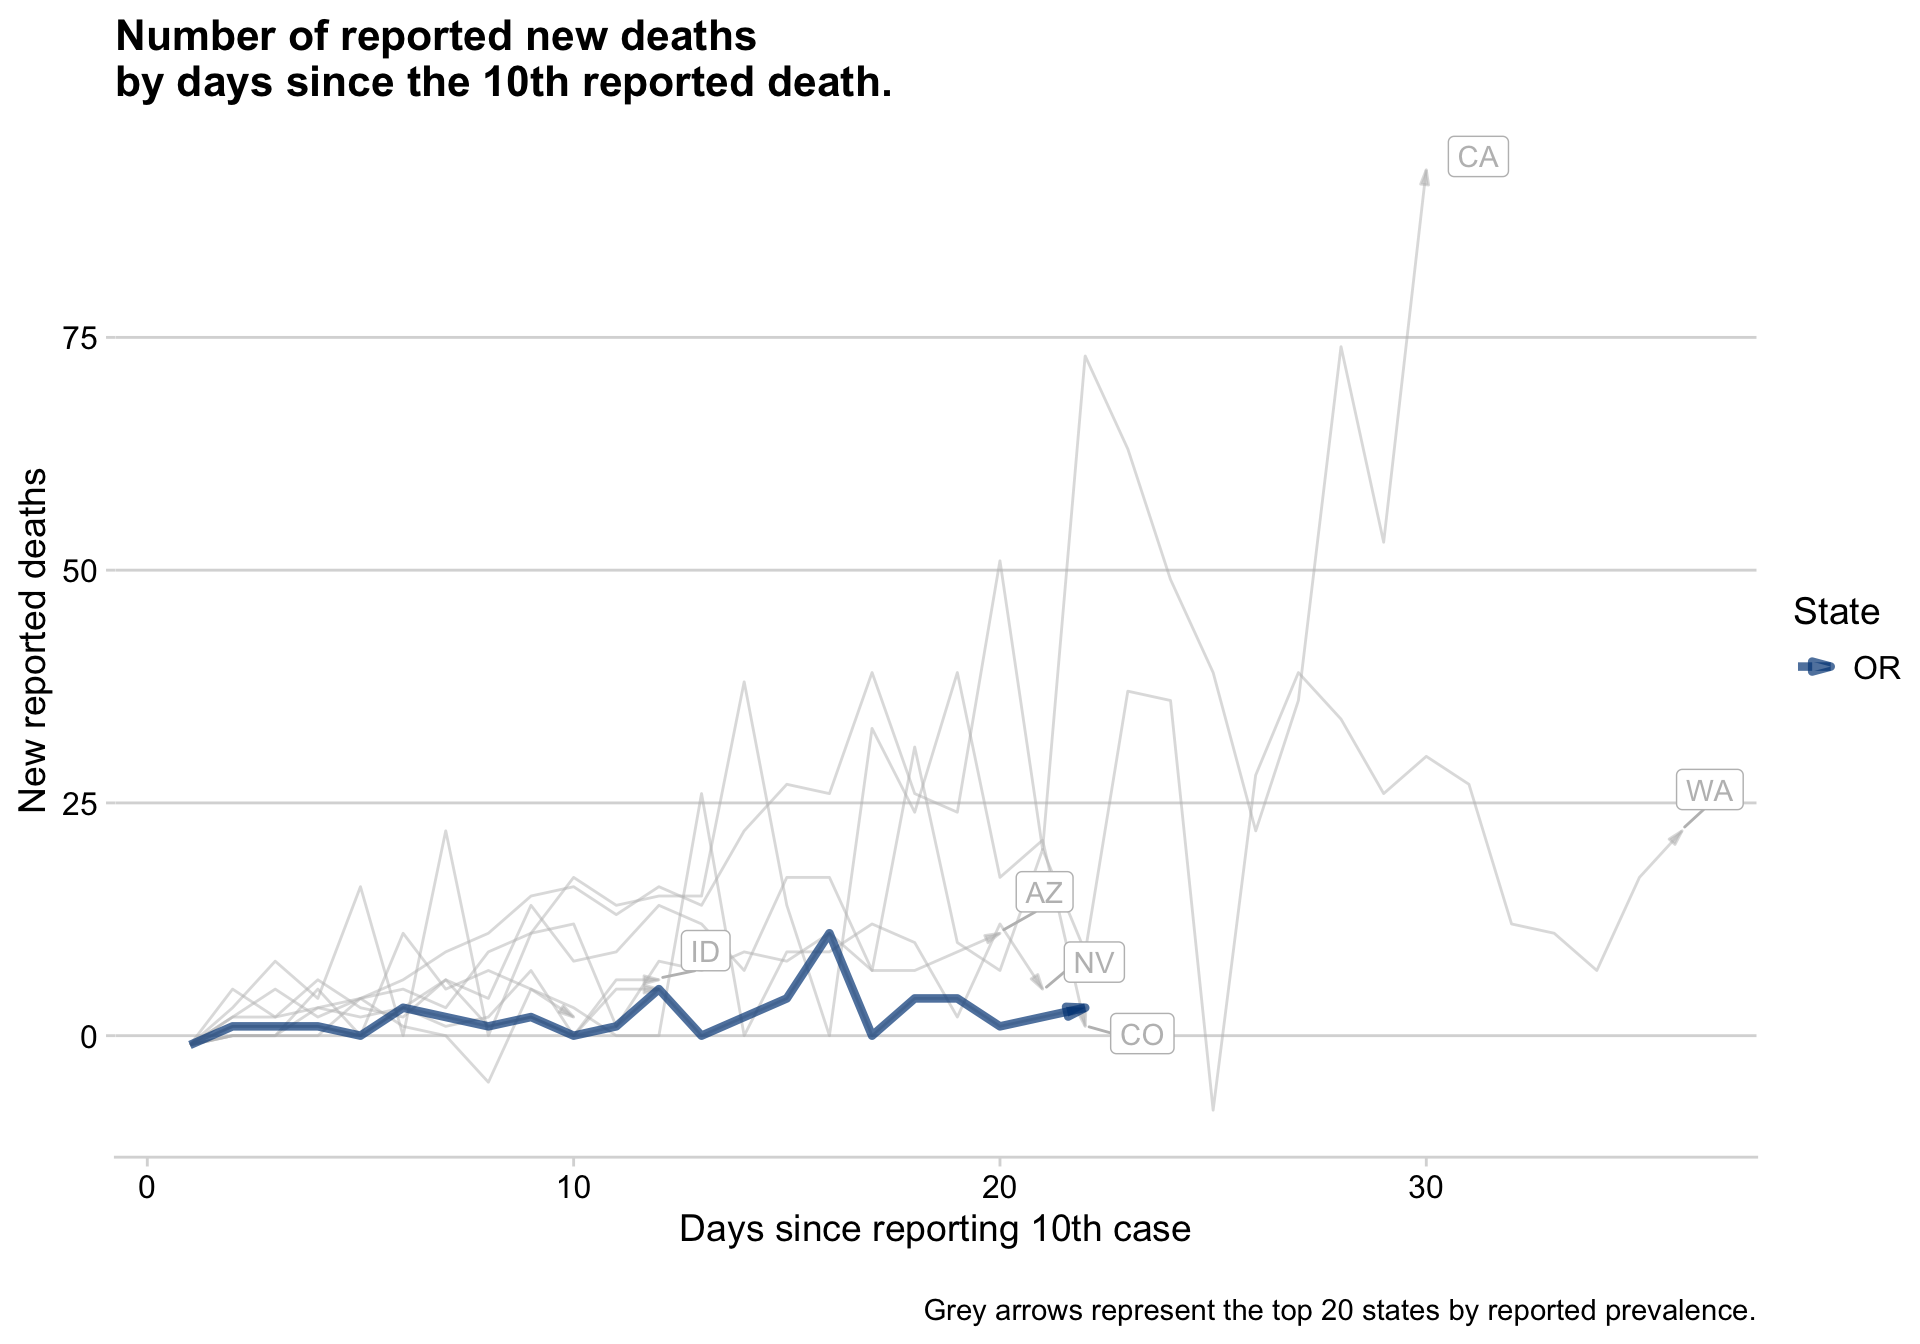 Number of reported new deaths
by days since the 10th reported death.
CA
75
New reported deaths
50
State
OR
WA
25
AZ
ID
NV
CO
0
0
10
20
30
Days since reporting 10th case
Grey arrows represent the top 20 states by reported prevalence.